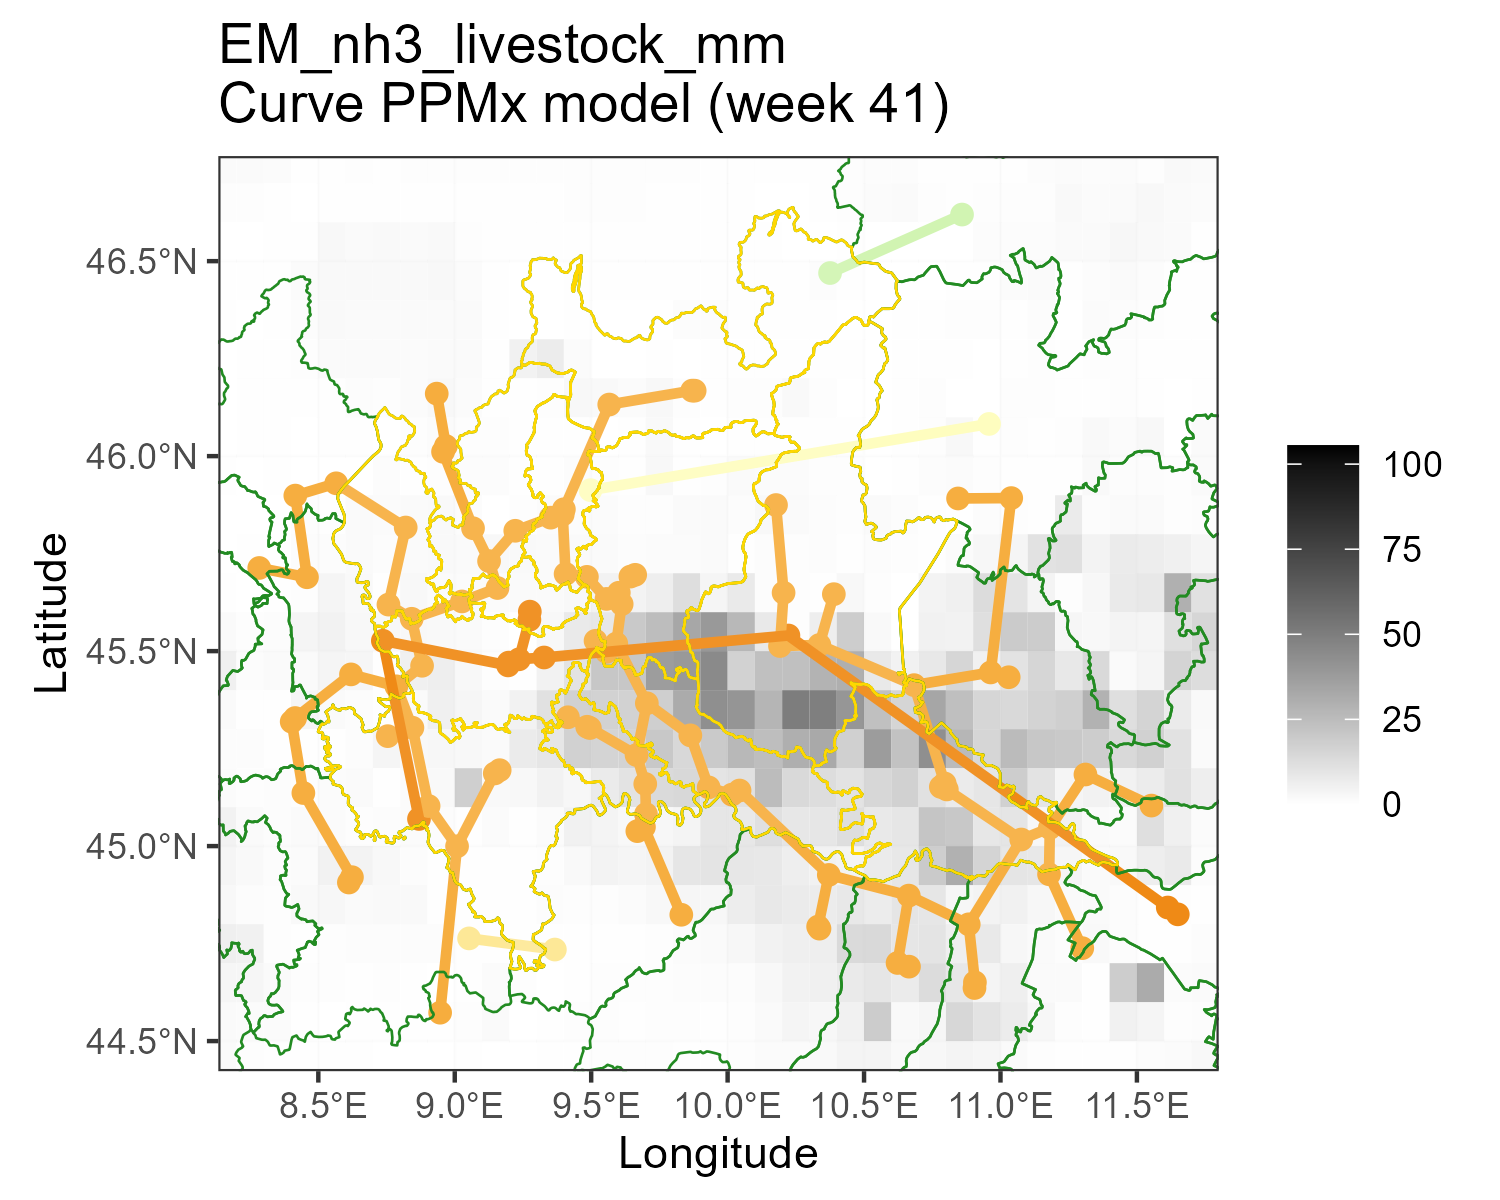 EM_nh3_livestock_mm
Curve PPMx model (week 41)
46.5°N
46.0°N
45.5°N
45.0°N
44.5°N
Latitude
8.5°E 9.0°E 9.5°E 10.0°E 10.5°E 11.0°E 11.5°E
Longitude
100
75
50
25
0